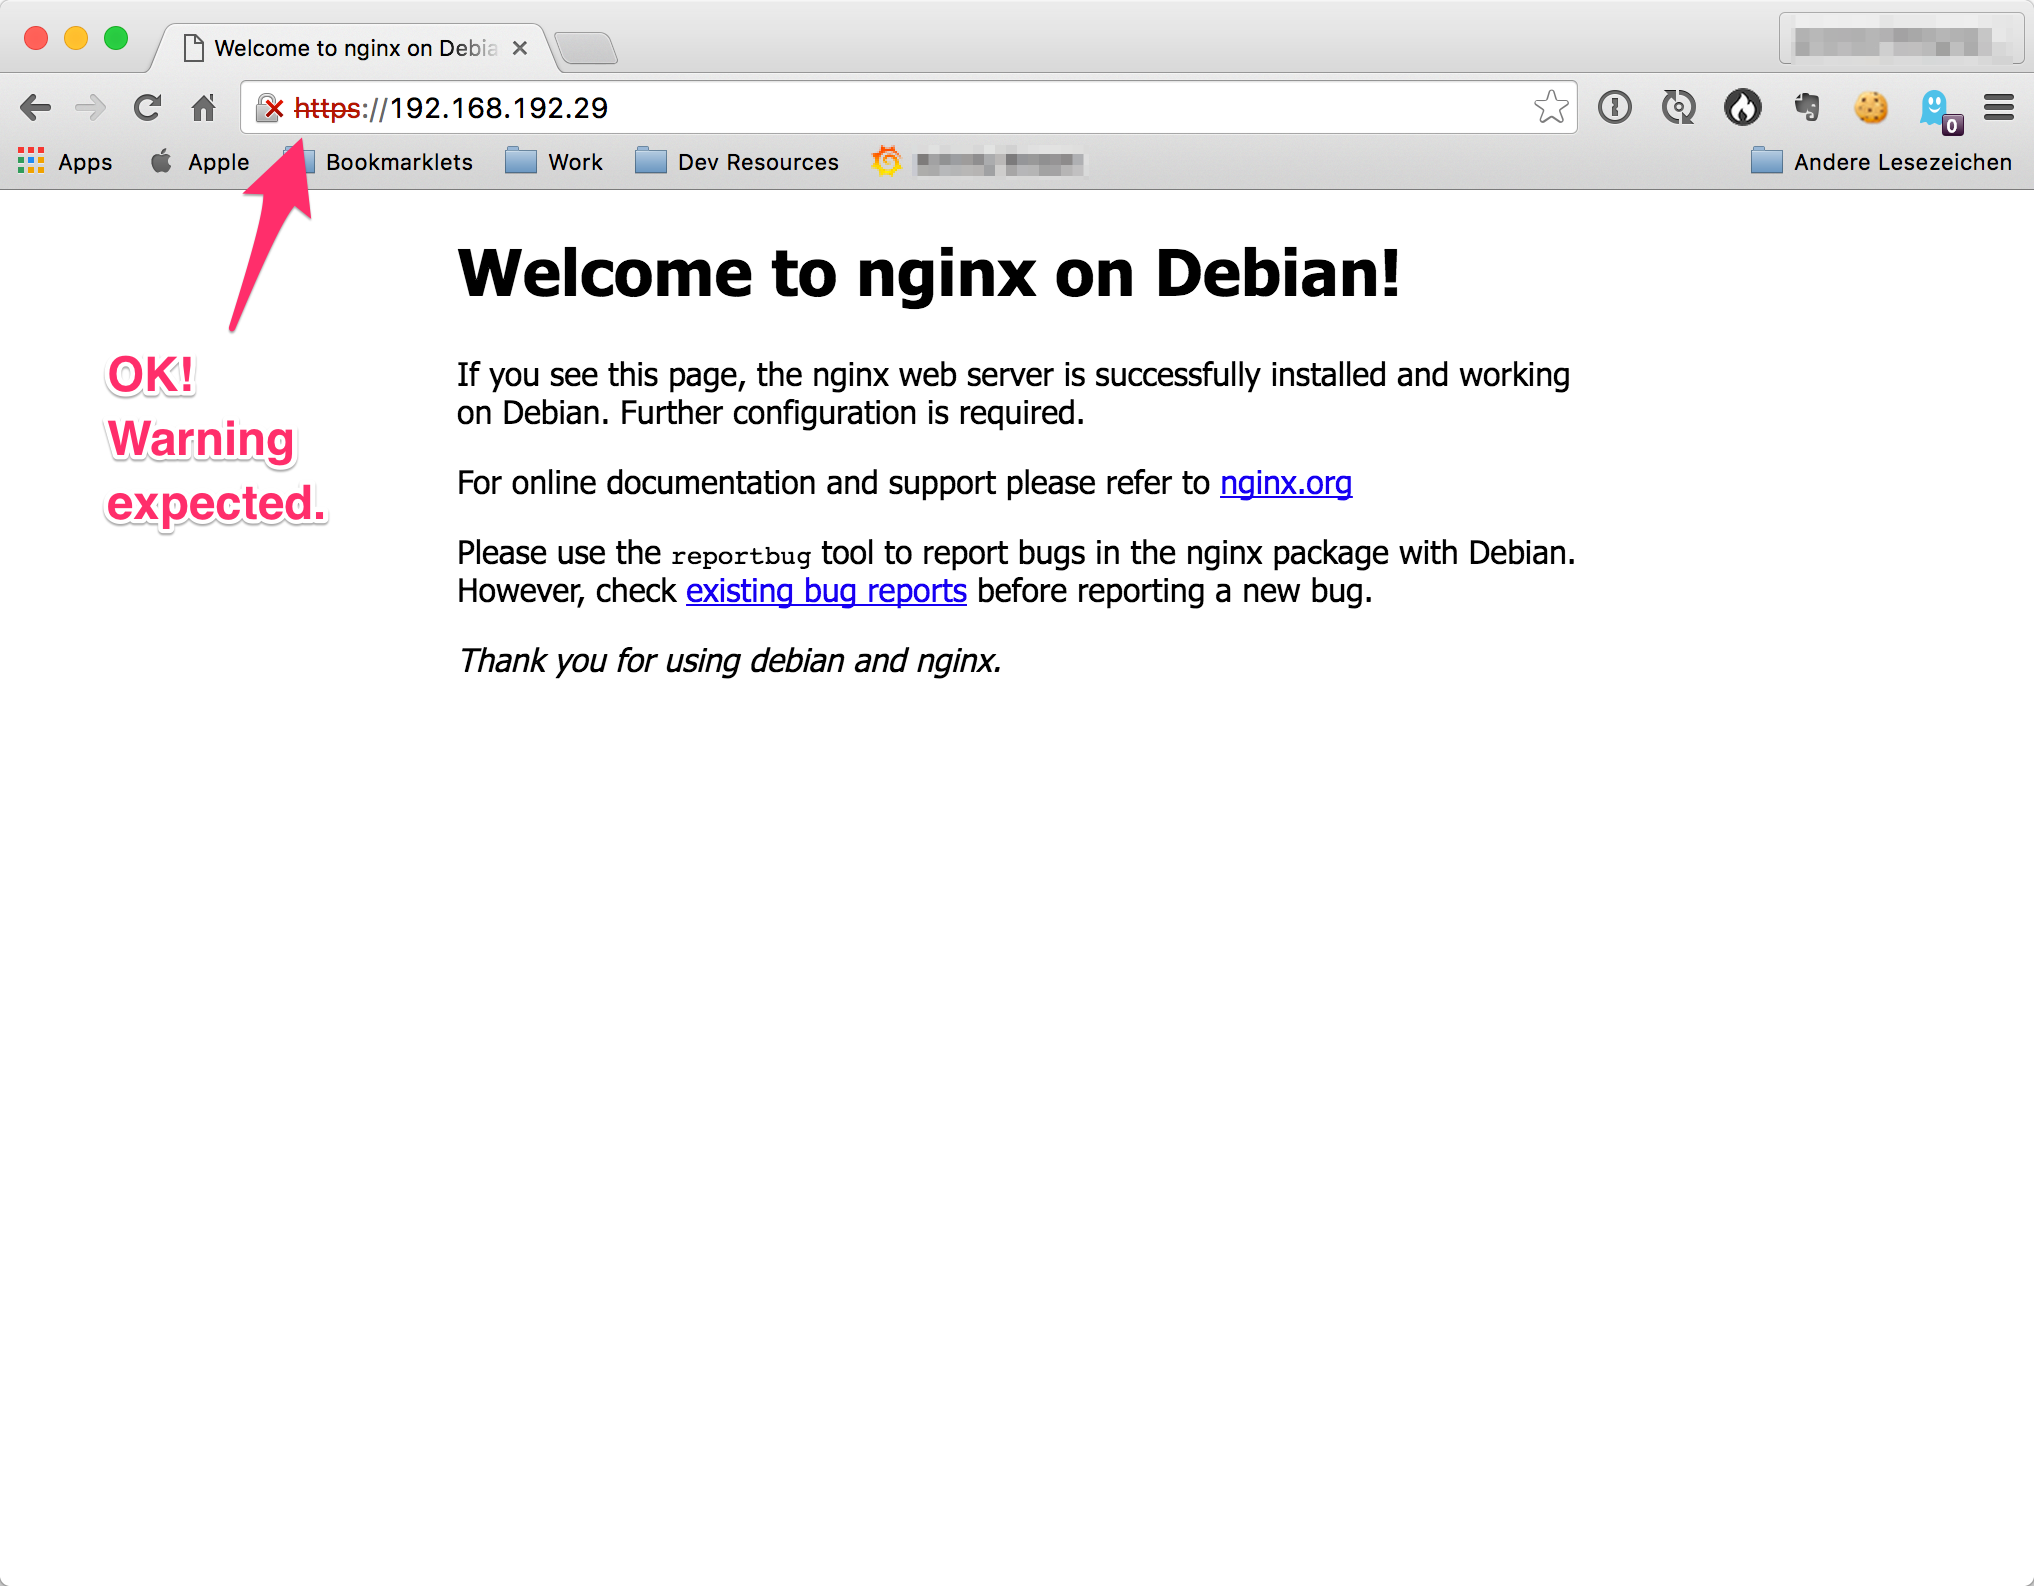 Welcome to nginx on Debia
https://192.168.192.29
0
Apps Apple Bookmarklets Work Dev Resources Andere Lesezeichen
OK!
Warning
expected.
Welcome to nginx on Debian!
If you see this page, the nginx web server is successfully installed and working
on Debian. Further configuration is required.
For online documentation and support please refer to nginx.org
Please use the reportbug tool to report bugs in the nginx package with Debian.
However, check existing bug reports before reporting a new bug.
Thank you for using debian and nginx.